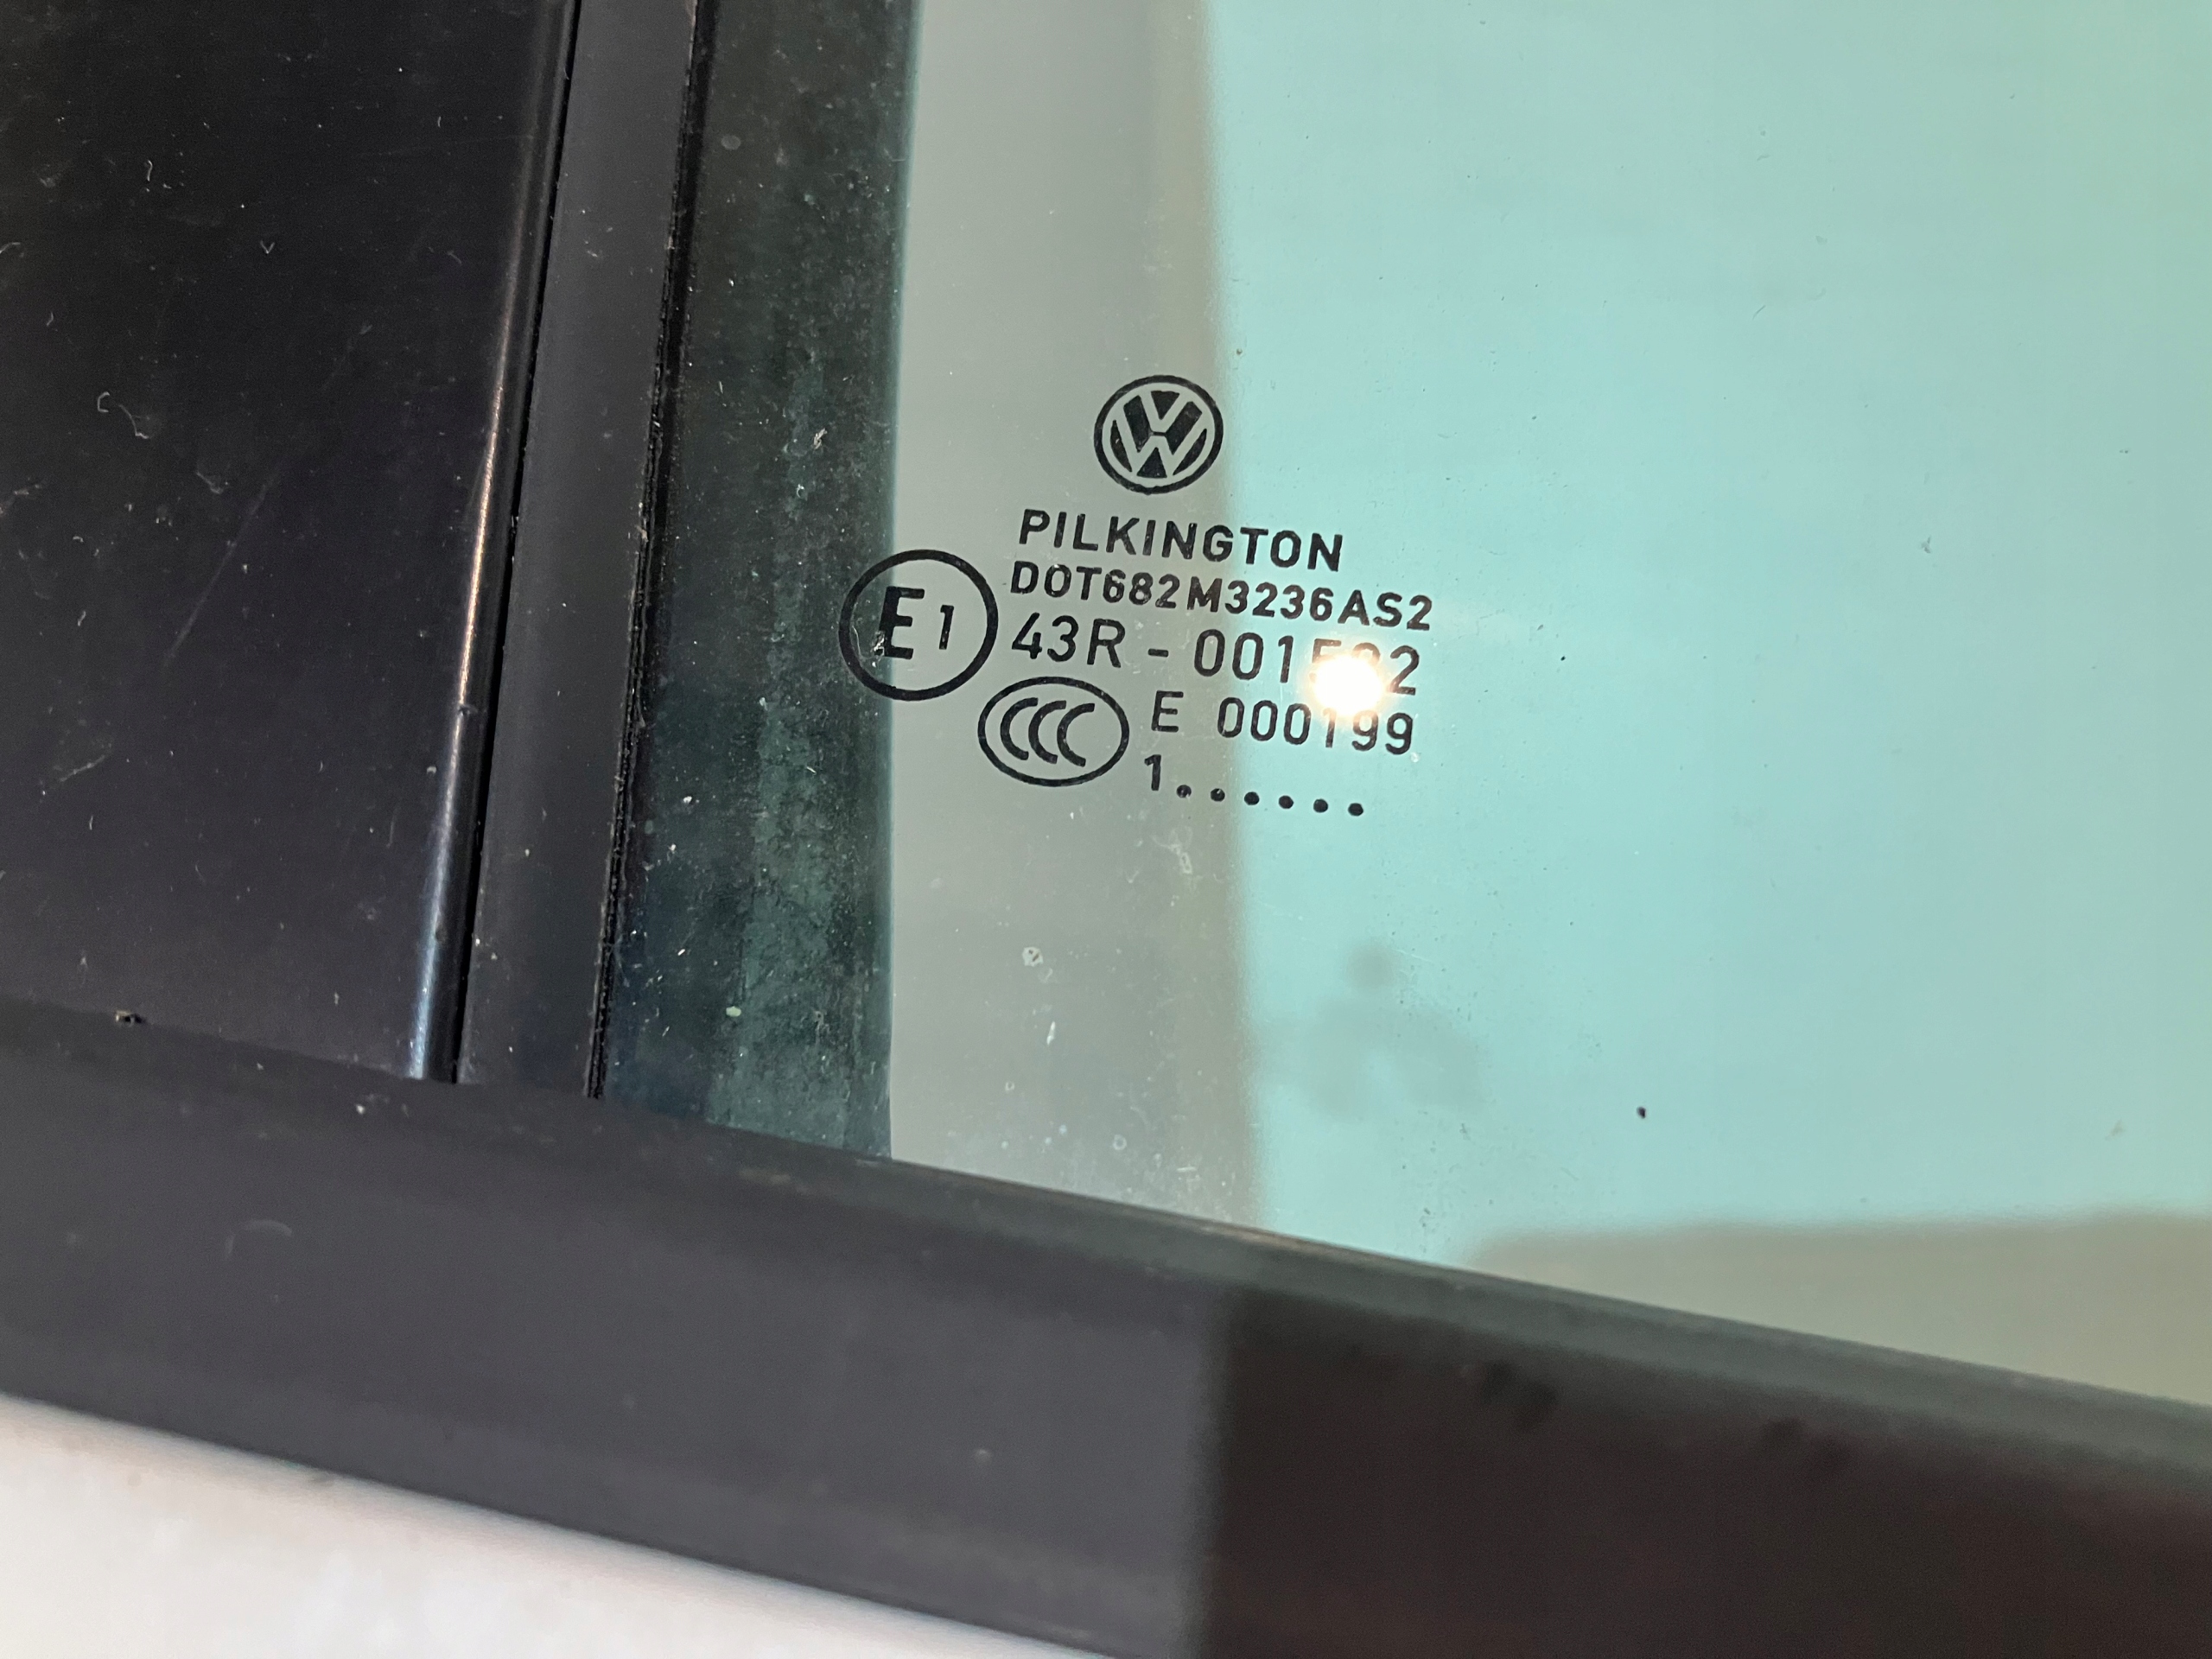 PILKINGTON
DOT682M3236AS2
E1 43R - 
CCC E 000199
1......